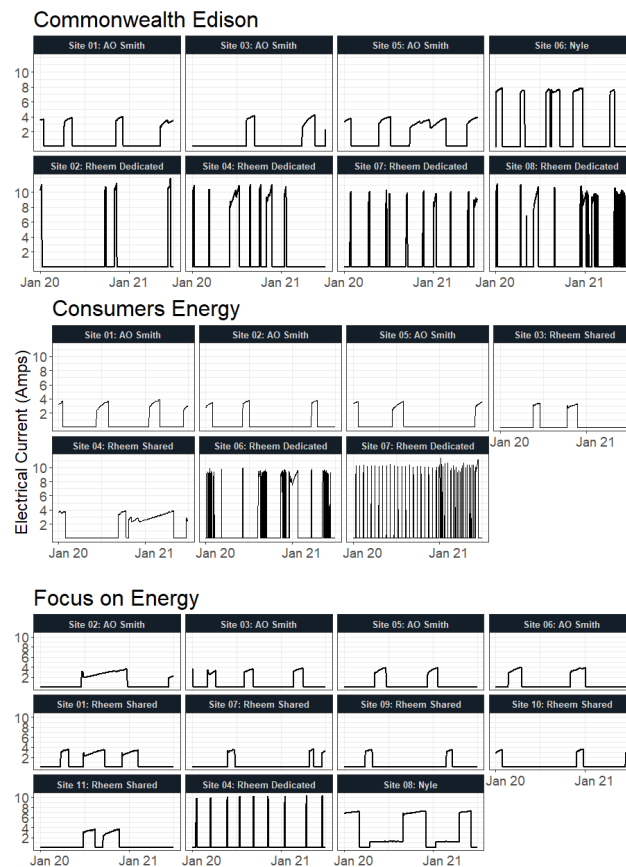 Commonwealth Edison
Site 01: AO Smith Site 03: AO Smith Site 05: AO Smith Site 06: Nyle
10
8
6
4
2
Site 02: Rheem Dedicated Site 04: Rheem Dedicated Site 07: Rheem Dedicated Site 08: Rheem Dedicated
10
8
6
4
2
Jan 20 Jan 21 Jan 20 Jan 21 Jan 20 Jan 21 Jan 20 Jan 21
Consumers Energy
Site 01: AO Smith Site 02: AO Smith Site 05: AO Smith Site 03: Rheem Shared
10
8
6
4
2
Jan 20 Jan 21
Site 04: Rheem Shared Site 06: Rheem Dedicated Site 07: Rheem Dedicated
10
8
6
4
2
Jan 20 Jan 21 Jan 20 Jan 21 Jan 20 Jan 21
Electrical Current (Amps)
Focus on Energy
Site 02: AO Smith Site 03: AO Smith Site 05: AO Smith Site 06: AO Smith
10
8
6
4
2
Site 01: Rheem Shared Site 07: Rheem Shared Site 09: Rheem Shared Site 10: Rheem Shared
10
8
6
4
2
Jan 20 Jan 21
Site 11: Rheem Shared Site 04: Rheem Dedicated Site 08: Nyle
10
8
6
4
2
Jan 20 Jan 21 Jan 20 Jan 21 Jan 20 Jan 21